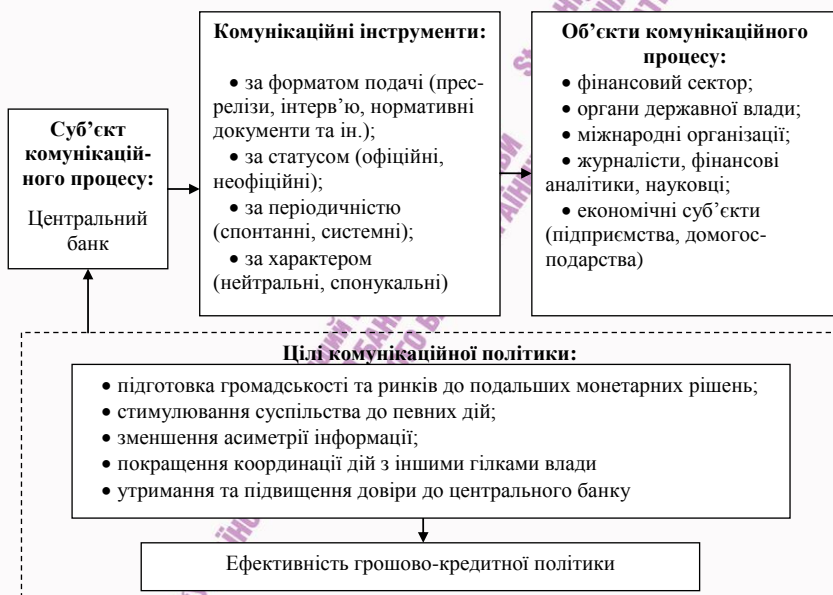 Суб’єкт
комунікацій-
ного процесу:
Центральний
банк
Комунікаційні інструменти:
• за форматом подачі (прес-
релізи, інтерв’ю, нормативні
документи та ін.);
• за статусом (офіційні,
неофіційні);
• за періодичністю
(спонтанні, системні);
• за характером
(нейтральні, спонукальні)
Об’єкти комунікаційного
процесу:
• фінансовий сектор;
• органи державної влади;
• міжнародні організації;
• журналісти, фінансові
аналітики, науковці;
• економічні суб’єкти
(підприємства, домогос-
подарства)
Цілі комунікаційної політики:
• підготовка громадськості та ринків до подальших монетарних рішень;
• стимулювання суспільства до певних дій;
• зменшення асиметрії інформації;
• покращення координації дій з іншими гілками влади
• утримання та підвищення довіри до центрального банку
Ефективність грошово-кредитної політики